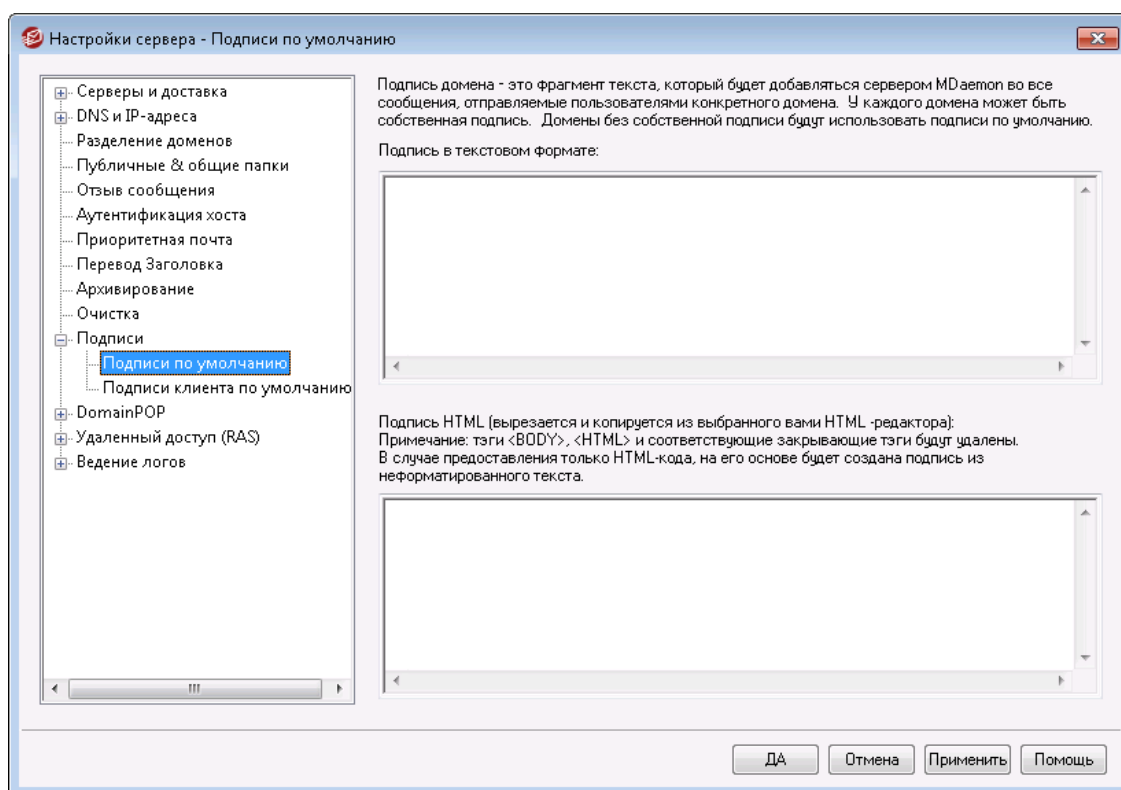 Настройки сервера - Подписи по умолчанию
Серверы и доставка
DNS и IP-адреса
Разделение доменов
Публичные & общие папки
Отзыв сообщения
Аутентификация хоста
Приоритетная почта
Перевод Заголовка
Архивирование
Очистка
Подписи
Подписи по умолчанию
Подписи клиента по умолчанию
DomainPOP
Удаленный доступ (RAS)
Ведение логов
Подпись домена - это фрагмент текста, который будет добавляться сервером MDaemon во все
сообщения, отправляемые пользователями конкретного домена. У каждого домена может быть
собственная подпись. Домены без собственной подписи будут использовать подписи по умолчанию.
Подпись в текстовом формате:
Подпись HTML (вырезается и копируется из выбранного вами HTML -редактора):
Примечание: тэги <BODY>, <HTML> и соответствующие закрывающие тэги будут удалены.
В случае предоставления только HTML-кода, на его основе будет создана подпись из
неформатированного текста.
ДА
Отмена
Применить
Помощь